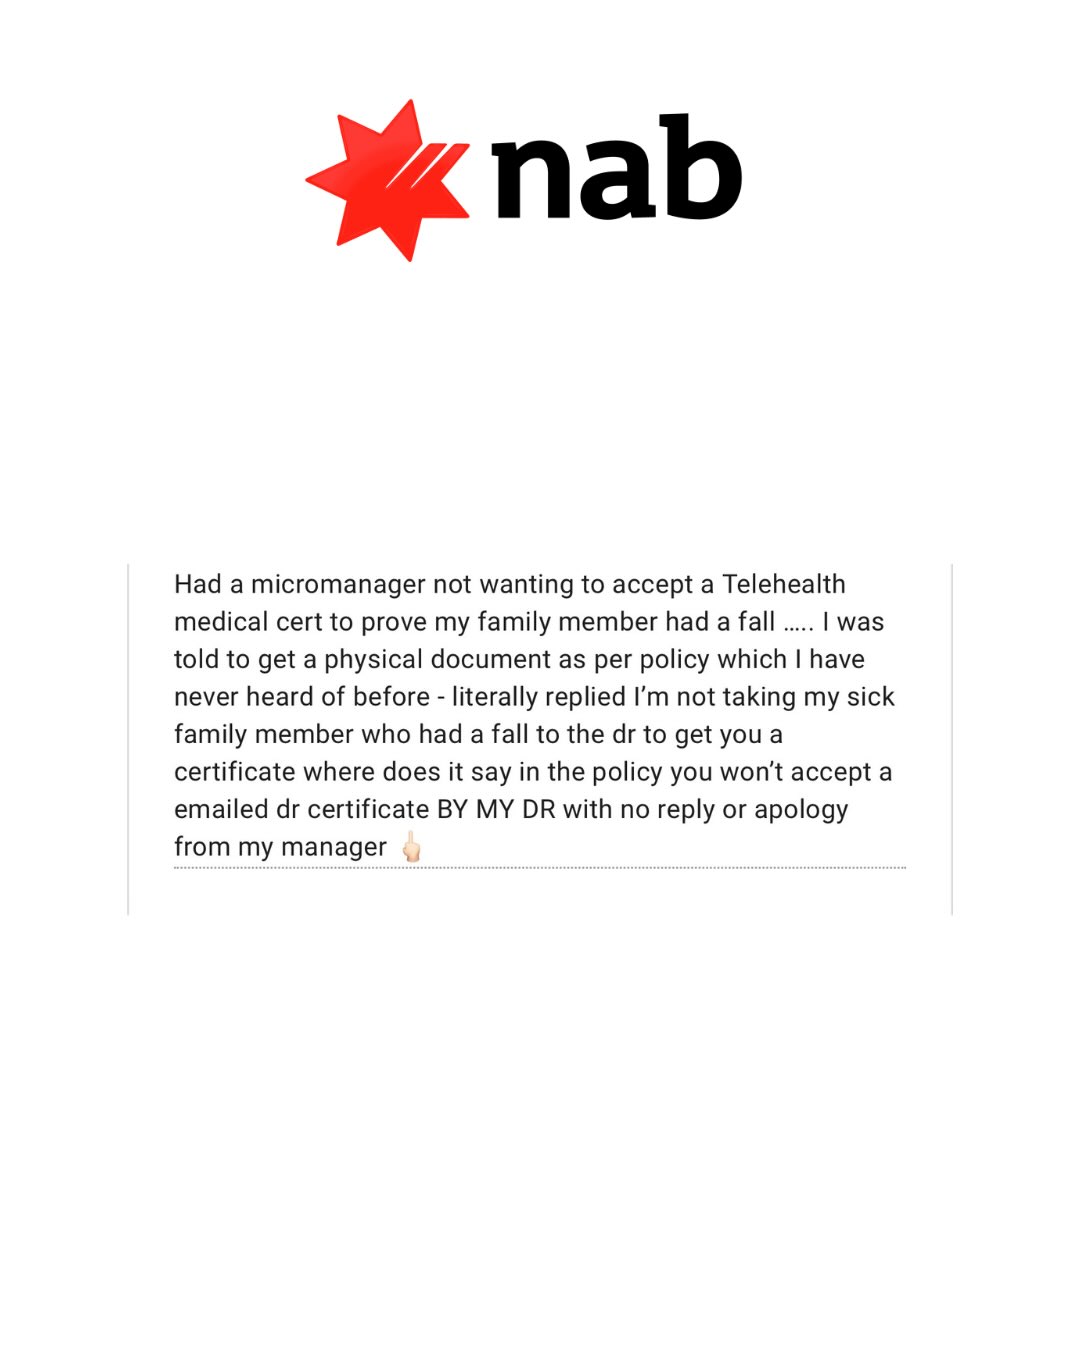 nab
Had a micromanager not wanting to accept a Telehealth
medical cert to prove my family member had a fall ..... I was
told to get a physical document as per policy which I have
never heard of before - literally replied I’m not taking my sick
family member who had a fall to the dr to get you a
certificate where does it say in the policy you won’t accept a
emailed dr certificate BY MY DR with no reply or apology
from my manager 🖕🏻